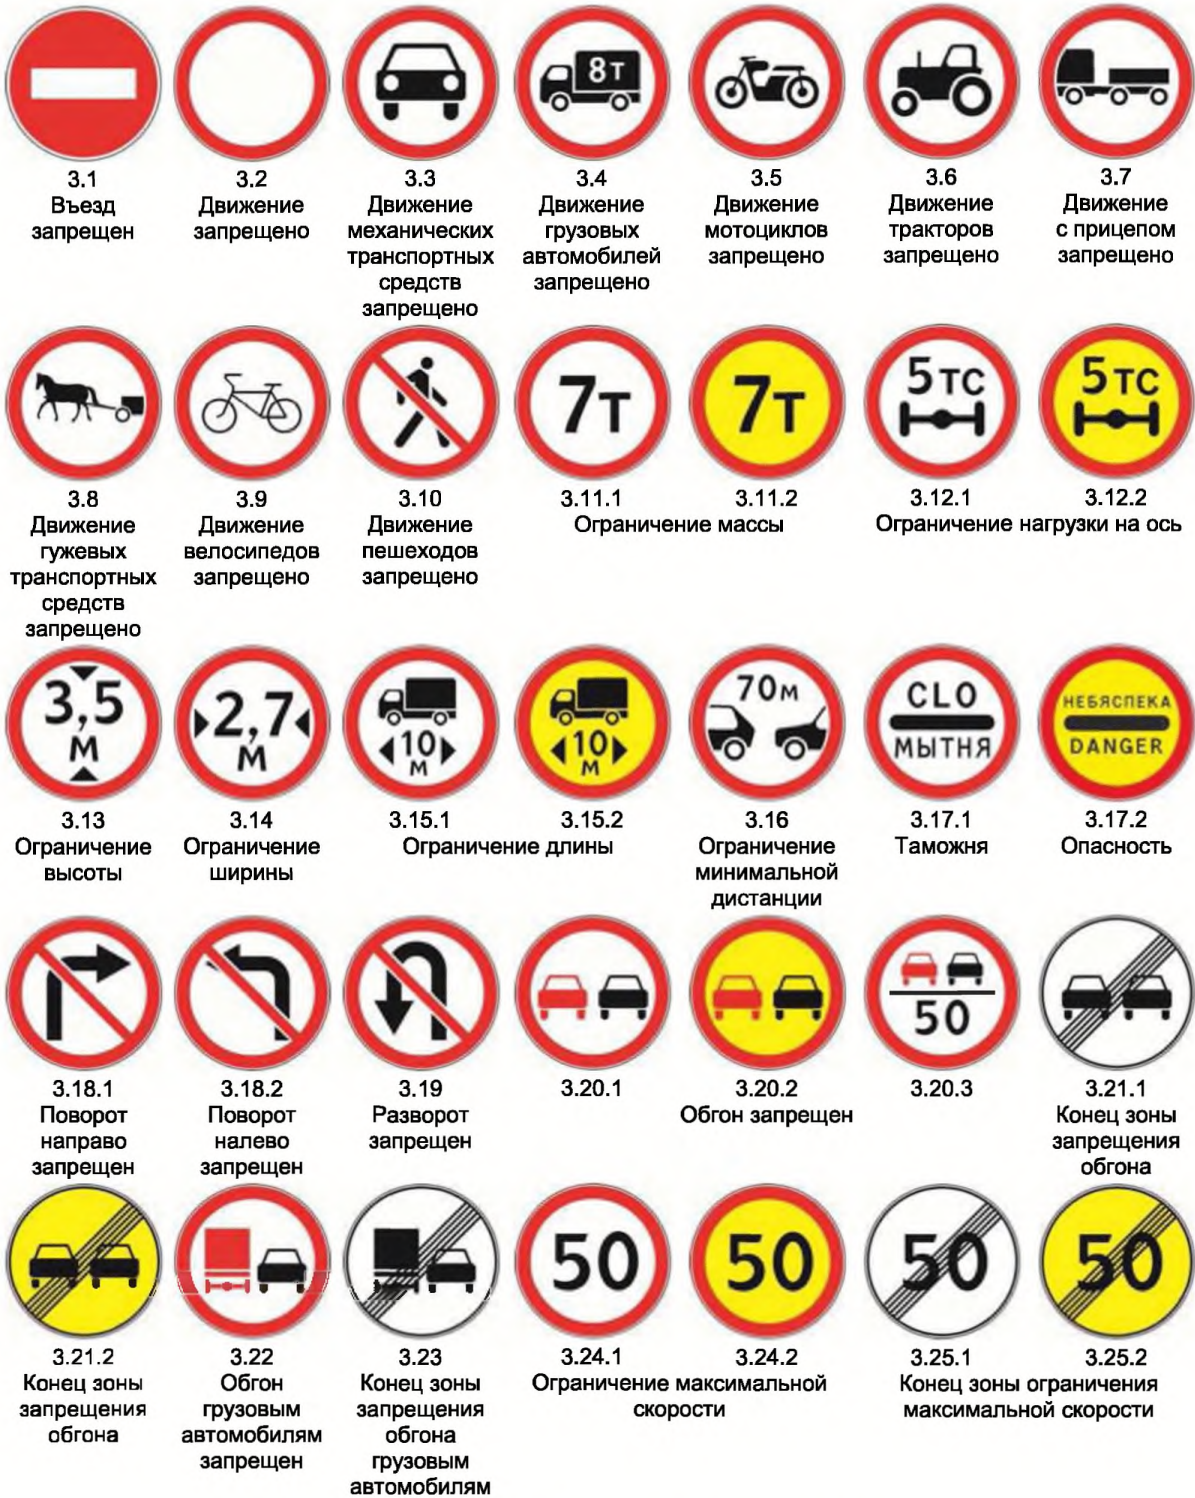 8т
3.1
Въезд
запрещен
3.2
Движение
запрещено
3.3
Движение
механических
транспортных
средств
запрещено
3.4
Движение
грузовых
автомобилей
запрещено
3.5
Движение
мотоциклов
запрещено
3.6
Движение
тракторов
запрещено
3.7
Движение
с прицепом
запрещено
7т
7т
5тс
5тс
3.8
Движение
гужевых
транспортных
средств
запрещено
3.9
Движение
велосипедов
запрещено
3.10
Движение
пешеходов
запрещено
3.11.1
3.11.2
Ограничение массы
3.12.1
3.12.2
Ограничение нагрузки на ось
3,5
м
2,7
м
10
м
10
м
70м
CLO
МЫТНЯ
НЕБЯСПЕКА
DANGER
3.13
Ограничение
высоты
3.14
Ограничение
ширины
3.15.1
3.15.2
Ограничение длины
3.16
Ограничение
минимальной
дистанции
3.17.1
Таможня
3.17.2
Опасность
50
3.18.1
Поворот
направо
запрещен
3.18.2
Поворот
налево
запрещен
3.19
Разворот
запрещен
3.20.1
3.20.2
Обгон запрещен
3.20.3
3.21.1
Конец зоны
запрещения
обгона
50
50
50
50
3.21.2
Конец зоны
запрещения
обгона
3.22
Обгон
грузовым
автомобилям
запрещен
3.23
Конец зоны
запрещения
обгона
грузовым
автомобилям
3.24.1
3.24.2
Ограничение максимальной
скорости
3.25.1
3.25.2
Конец зоны ограничения
максимальной скорости